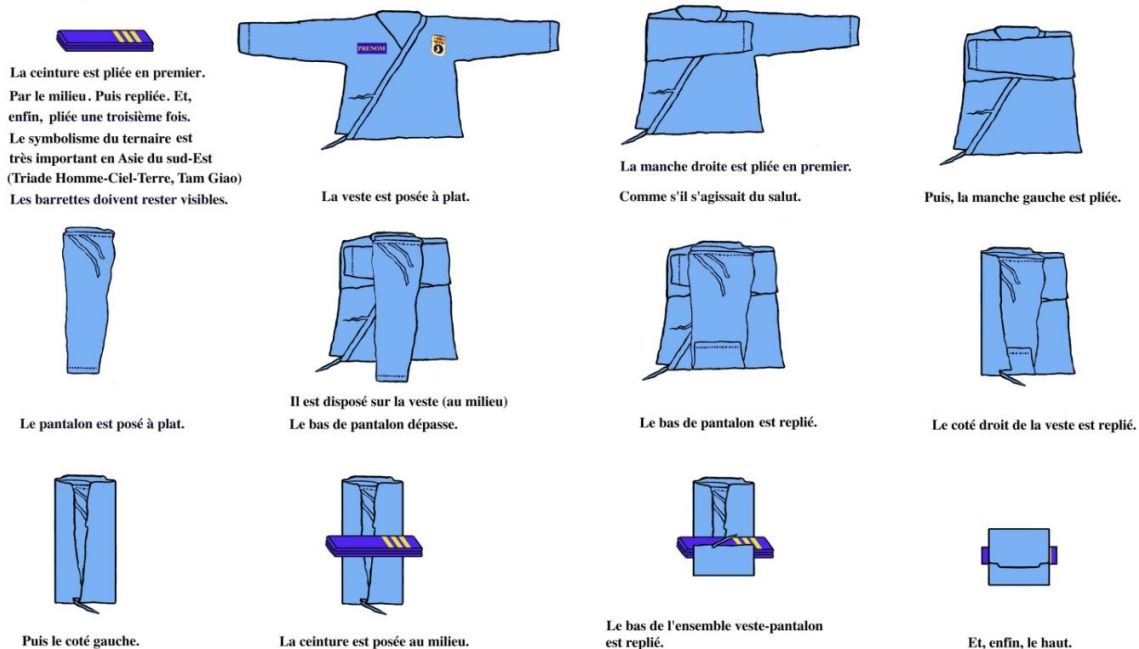 La ceinture est pliée en premier.
Par le milieu. Puis repliée. Et,
enfin, pliée une troisième fois.
Le symbolisme du ternaire est
très important en Asie du sud-Est
(Triade Homme-Ciel-Terre, Tam Giao)
Les barrettes doivent rester visibles.
PRENOM
La veste est posée à plat.
La manche droite est pliée en premier.
Comme s'il s'agissait du salut.
Puis, la manche gauche est pliée.
Le pantalon est posé à plat.
Il est disposé sur la veste (au milieu)
Le bas de pantalon dépasse.
Le bas de pantalon est replié.
Le coté droit de la veste est replié.
Puis le coté gauche.
La ceinture est posée au milieu.
Le bas de l'ensemble veste-pantalon
est replié.
Et, enfin, le haut.